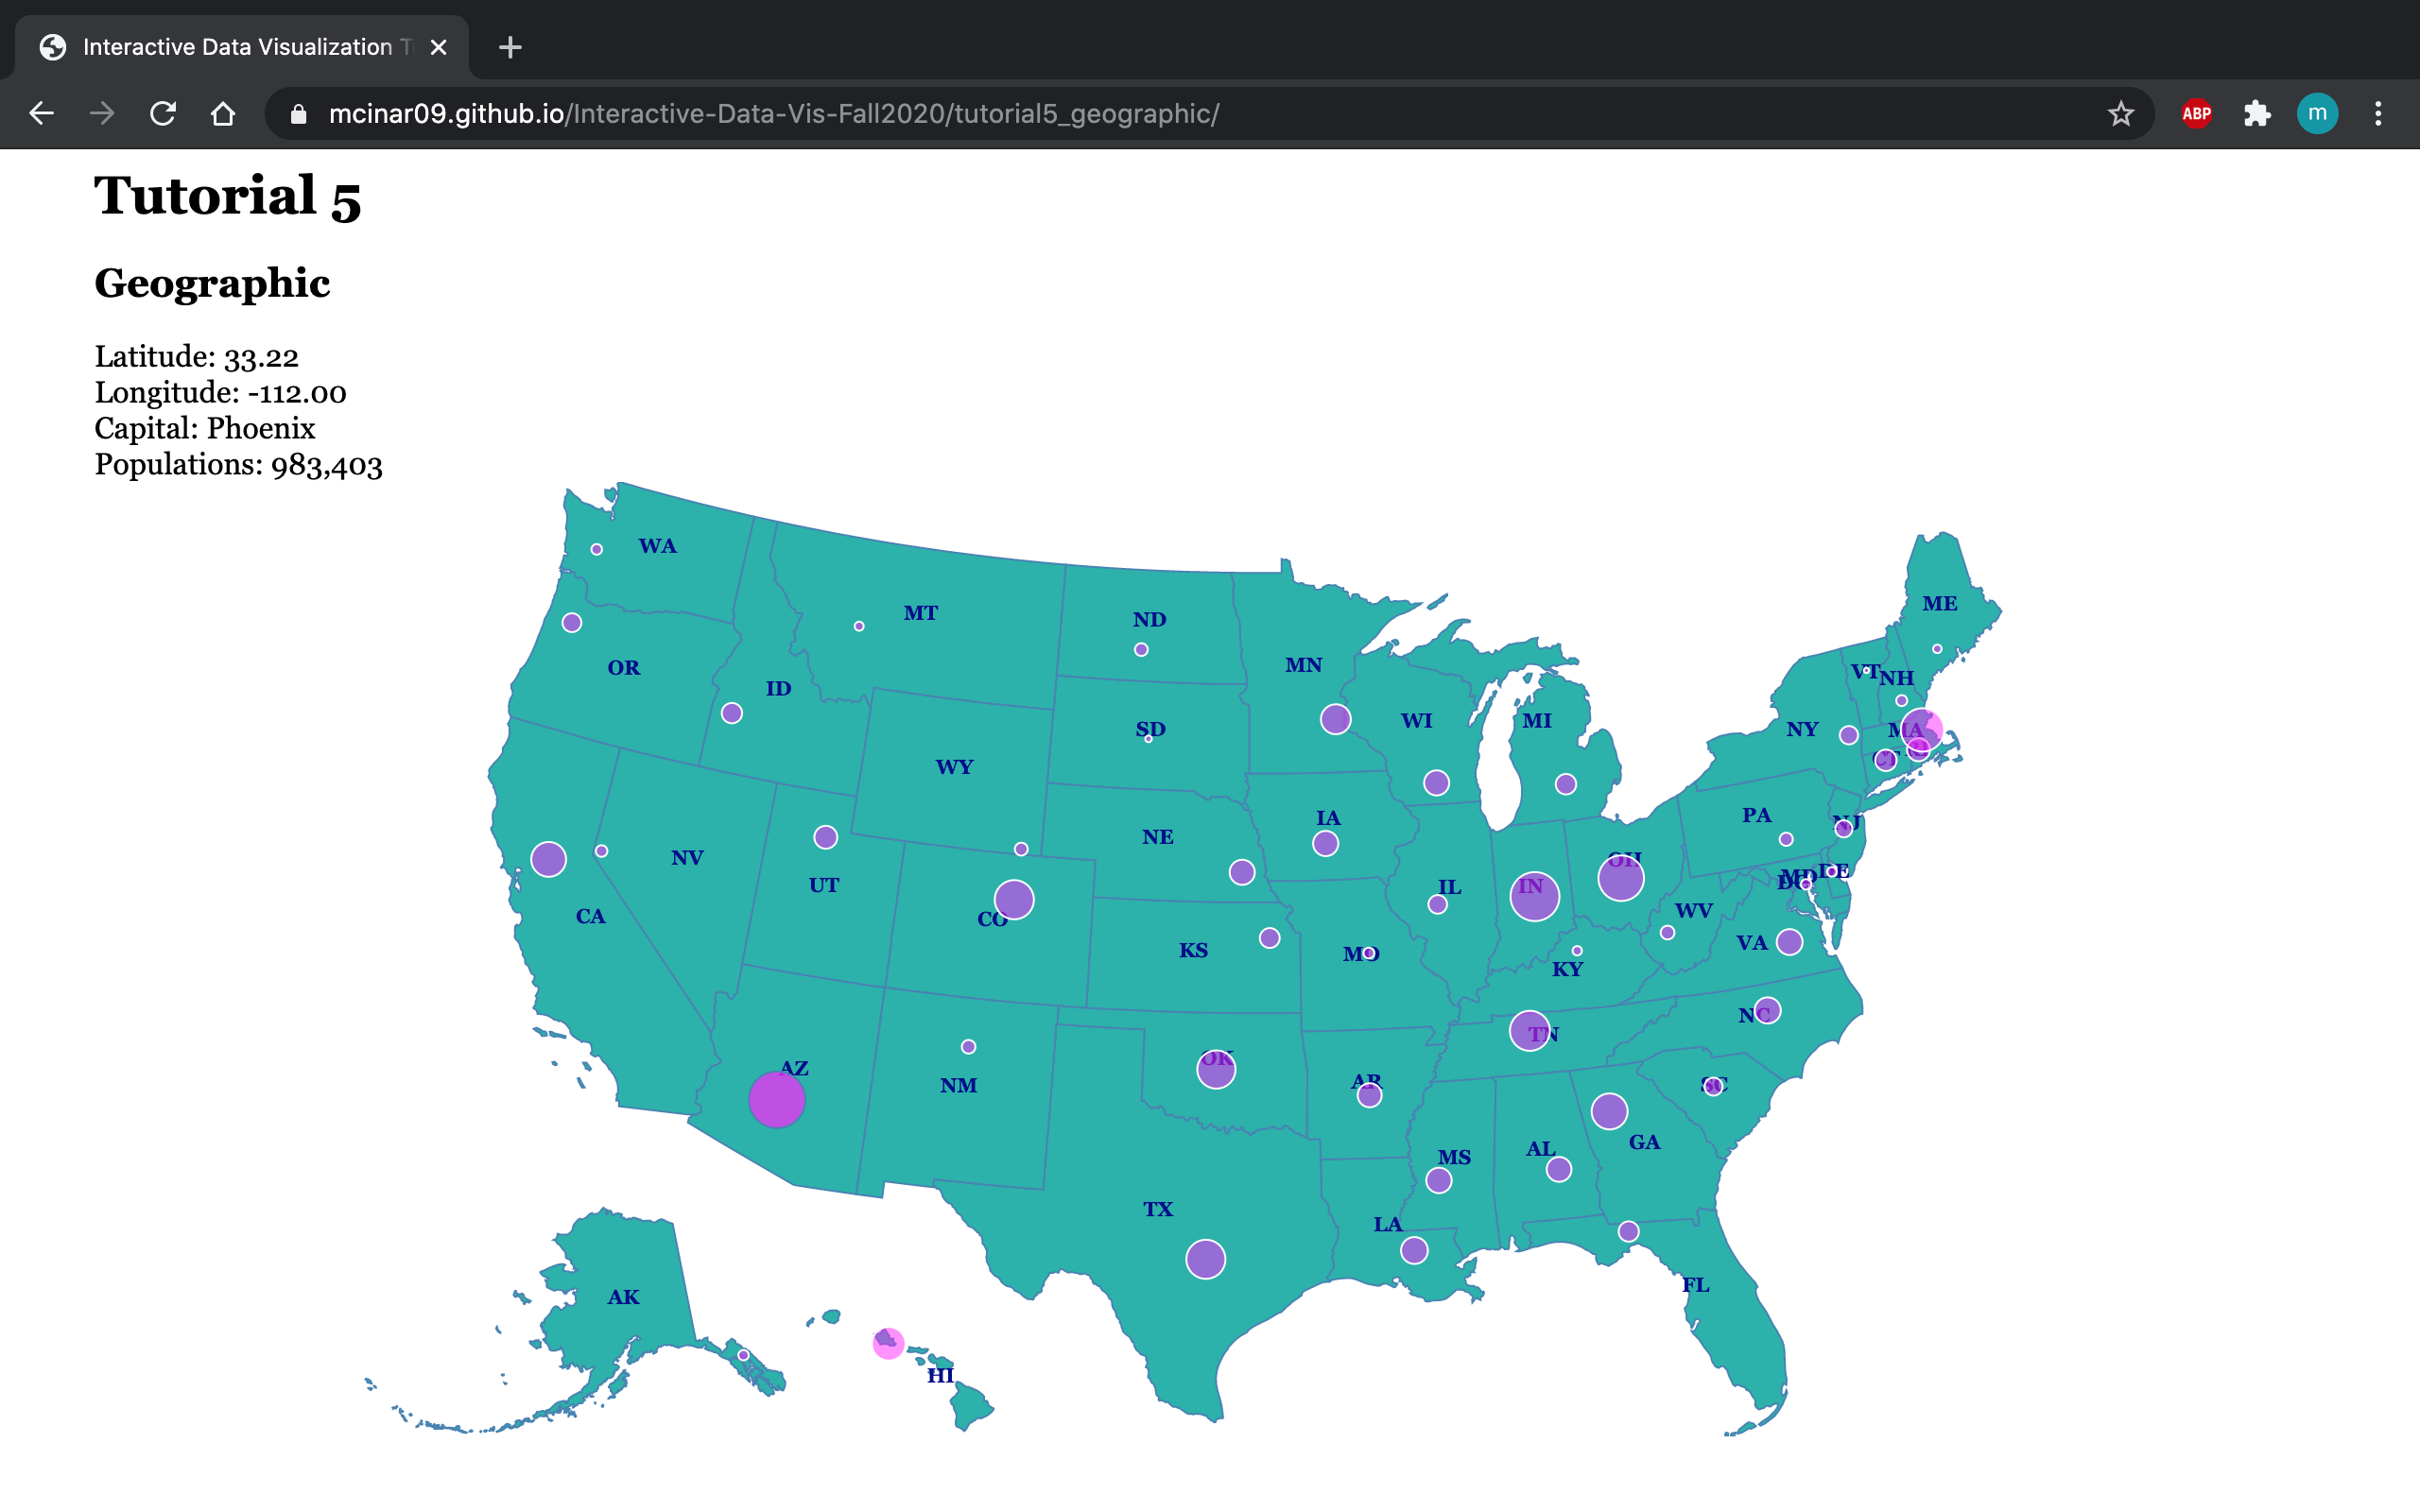 Interactive Data Visualization T
mcinar09.github.io/Interactive-Data-Vis-Fall2020/tutorial5_geographic/
ABP
m
Tutorial 5
Geographic
Latitude: 33.22
Longitude: -112.00
Capital: Phoenix
Populations: 983,403
WA
MT
ND
MN
ME
OR
ID
SD
WI
MI
VT
NH
NY
MA
CT
RI
WY
NE
IA
PA
NJ
NV
UT
CO
IL
IN
OH
MD
DE
DC
CA
KS
MO
KY
WV
VA
AZ
NM
OK
AR
TN
NC
SC
TX
LA
MS
AL
GA
FL
AK
HI